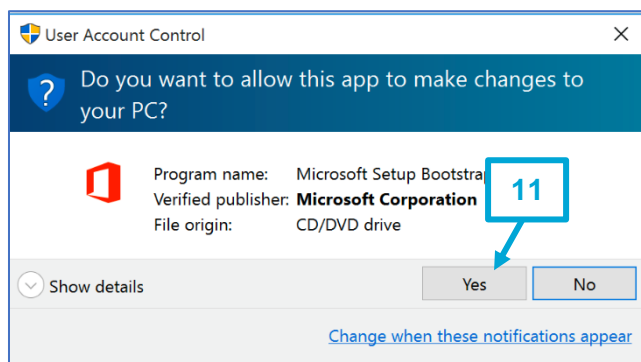 User Account Control
Do you want to allow this app to make changes to
your PC?
Program name: Microsoft Setup
Verified publisher: Microsoft Corporation
File origin: CD/DVD drive
11
Show details
Yes No
Change when these notifications appear